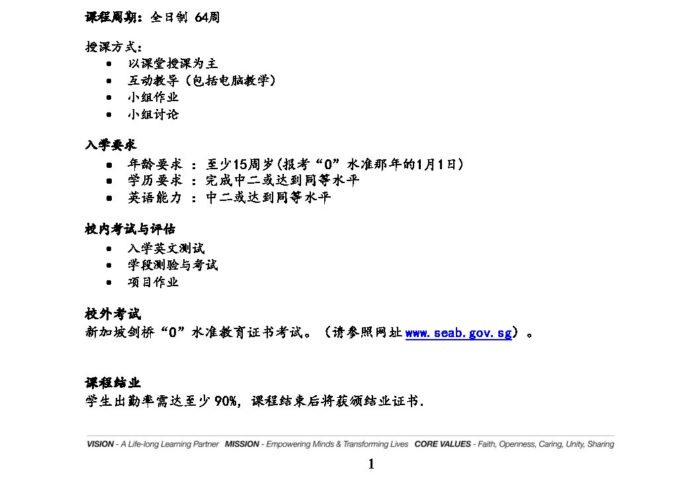 课程周期：全日制 64周
授课方式：
• 以课堂授课为主
• 互动教导（包括电脑教学）
• 小组作业
• 小组讨论
入学要求
• 年龄要求 ：至少15周岁(报考“O”水准那年的1月1日)
• 学历要求 ：完成中二或达到同等水平
• 英语能力 ：中二或达到同等水平
校内考试与评估
• 入学英文测试
• 学段测验与考试
• 项目作业
校外考试
新加坡剑桥“O”水准教育证书考试。（请参照网址 www.seab.gov.sg）。
课程结业
学生出勤率需达至少 90%，课程结束后将获颁结业证书.
VISION - A Life-long Learning Partner MISSION - Empowering Minds & Transforming Lives CORE VALUES - Faith, Openness, Caring, Unity, Sharing
1